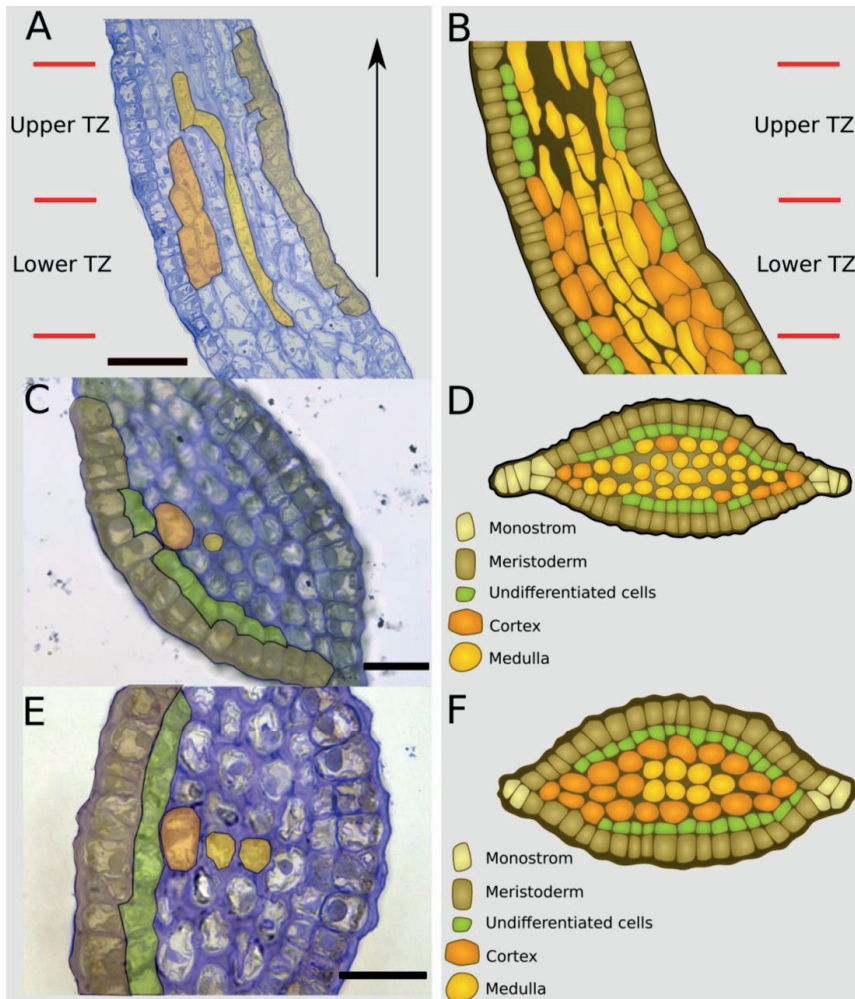 A
Upper TZ
Lower TZ
B
Upper TZ
Lower TZ
C
D
Monostrom
Meristoderm
Undifferentiated cells
Cortex
Medulla
E
F
Monostrom
Meristoderm
Undifferentiated cells
Cortex
Medulla